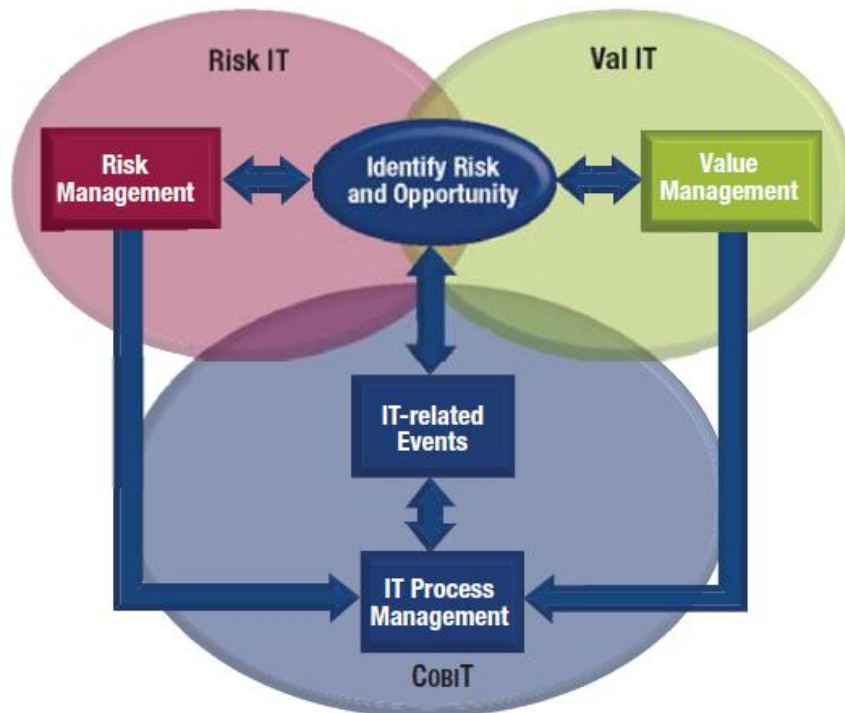 Risk IT
Val IT
Risk
Management
Identify Risk
and Opportunity
Value
Management
IT-related
Events
IT Process
Management
COBIT